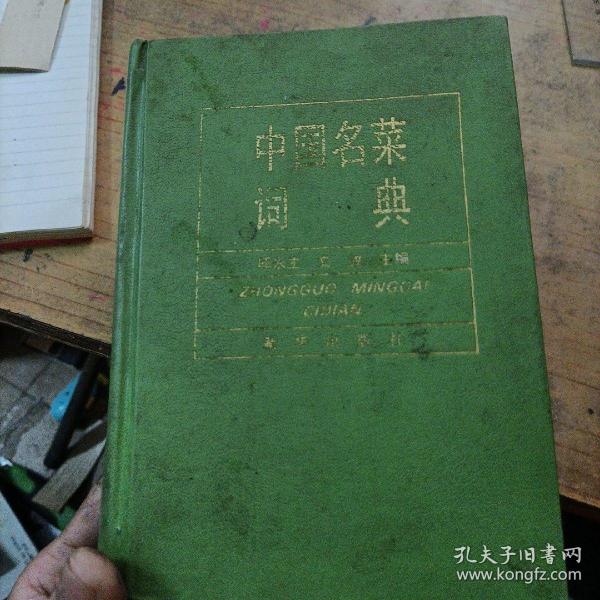 中国名菜
词典
主编
ZHONGGUO MINGCAI
CIDIAN
出版社
孔夫子旧书网
www.kongfz.com